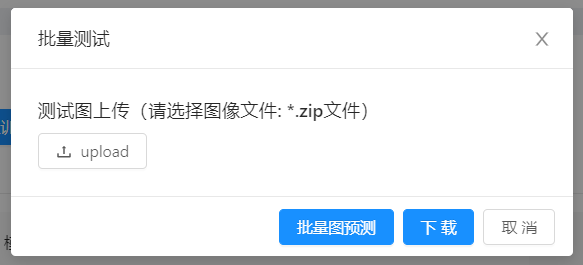 批量测试
测试图上传（请选择图像文件: *.zip文件）
upload
训
批量图预测 下 载 取 消